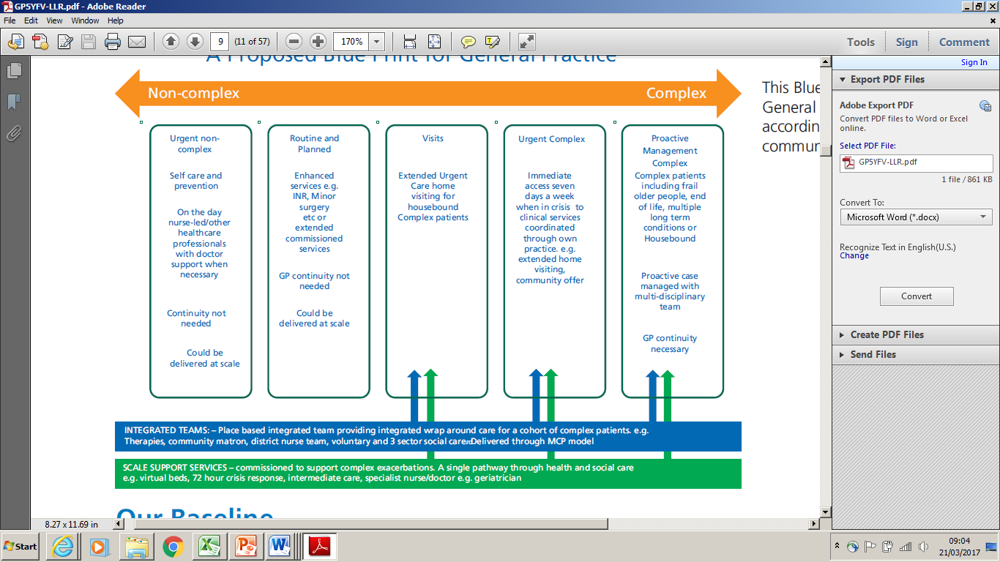 GP5YFV-LLR.pdf - Adobe Reader
File Edit View Window Help
9 (11 of 57) 170% Tools Sign Comment
A Proposed Blue Print for General Practice
Non-complex Complex
Urgent non-
complex
Self care and
prevention
On the day
nurse-led/other
healthcare
professionals
with doctor
support when
necessary
Continuity not
needed
Could be
delivered at scale
Routine and
Planned
Enhanced
services e.g.
INR, Minor
surgery
etc or
extended
commissioned
services
GP continuity not
needed
Could be
delivered at scale
Visits
Extended Urgent
Care home
visiting for
housebound
Complex patients
Urgent Complex
Immediate
access seven
days a week
when in crisis to
clinical services
coordinated
through own
practice. e.g.
extended home
visiting,
community offer
Proactive
Management
Complex
Complex patients
including frail
older people, end
of life, multiple
long term
conditions or
Housebound
Proactive case
managed with
multi-disciplinary
team
GP continuity
necessary
INTEGRATED TEAMS: – Place based integrated team providing integrated wrap around care for a cohort of complex patients. e.g.
Therapies, community matron, district nurse team, voluntary and 3 sector social care. Delivered through MCP model
SCALE SUPPORT SERVICES – commissioned to support complex exacerbations. A single pathway through health and social care
e.g. virtual beds, 72 hour crisis response, intermediate care, specialist nurse/doctor e.g. geriatrician
Our Baseline
This Blue
General
accordin
commun
Sign In
Export PDF Files
Adobe Export PDF
Convert PDF files to Word or Excel
online.
Select PDF File:
GP5YFV-LLR.pdf
1 file / 861 KB
Convert To:
Microsoft Word (*.docx)
Recognize Text in English(U.S.)
Change
Convert
Create PDF Files
Send Files
8.27 x 11.69 in
Start
09:04
21/03/2017